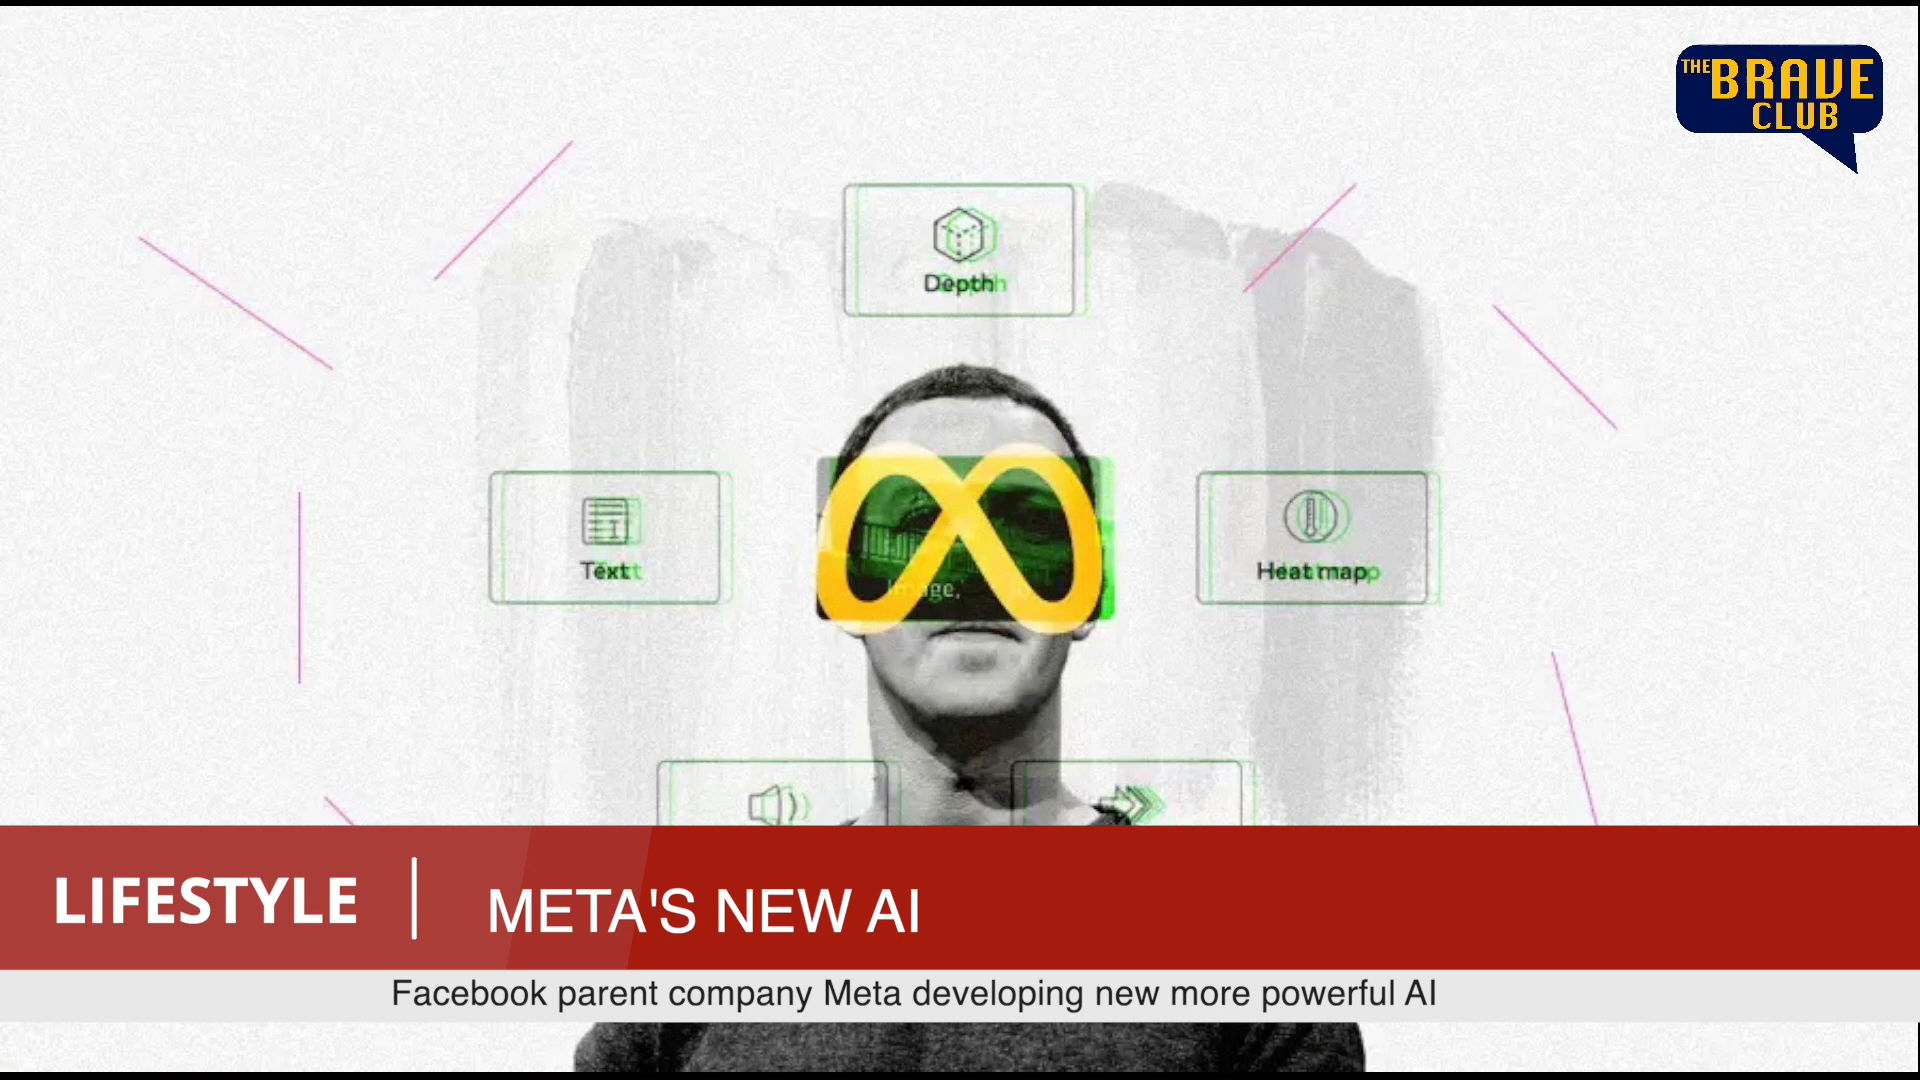 THE BRAVE
CLUB
Depth
Text
Image,
Heat map
LIFESTYLE
META'S NEW AI
Facebook parent company Meta developing new more powerful AI